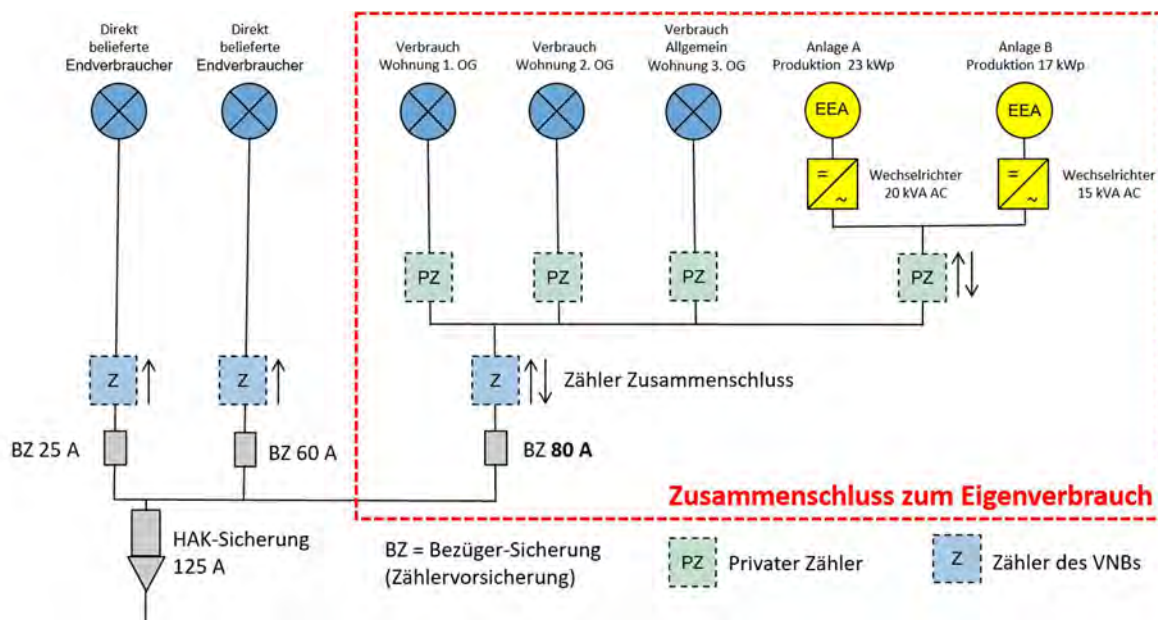 Direkt
belieferte
Endverbraucher
Direkt
belieferte
Endverbraucher
Verbrauch
Wohnung 1. OG
Verbrauch
Wohnung 2. OG
Verbrauch
Allgemein
Wohnung 3. OG
Anlage A
Produktion 23 kWp
Anlage B
Produktion 17 kWp
EEA
EEA
=
~
Wechselrichter
20 kVA AC
=
~
Wechselrichter
15 kVA AC
PZ
PZ
PZ
PZ
Z
Z
Z
Zähler Zusammenschluss
BZ 25 A
BZ 60 A
BZ 80 A
Zusammenschluss zum Eigenverbrauch
HAK-Sicherung
125 A
BZ = Bezüger-Sicherung
(Zählervorsicherung)
PZ
Privater Zähler
Z
Zähler des VNBs